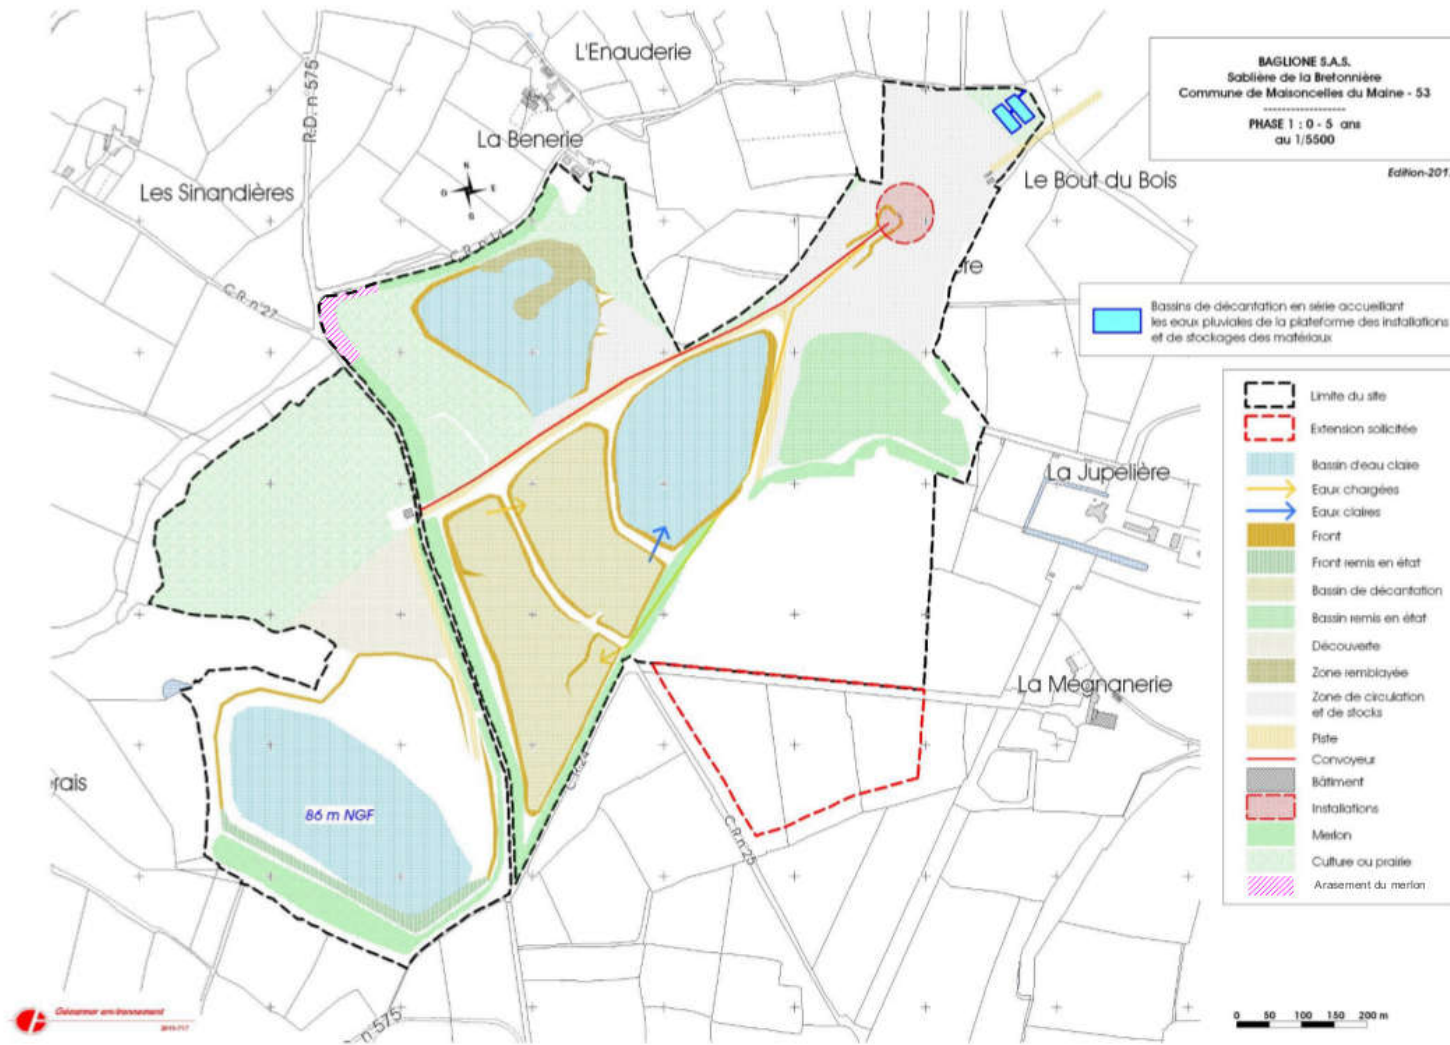 BAGLIONE S.A.S.
Sablière de la Bretonnière
Commune de Maisoncelles du Maine - 53
--------------------
PHASE 1 : 0 - 5 ans
au 1/5500
L'Enauderie
R.D. n° 575
La Benerie
Les Sinandières
N
O
E
S
C.R. n°14
C.R. n°27
Le Bout du Bois
ère
Bassins de décantation en série accueillant
les eaux pluviales de la plateforme des installations
et de stockages des matériaux
Limite du site
Extension sollicitée
Bassin d'eau claire
Eaux chargées
Eaux claires
Front
Front remis en état
Bassin de décantation
Bassin remis en état
Découverte
Zone remblayée
Zone de circulation
et de stocks
Piste
Convoyeur
Bâtiment
Installations
Merlon
Culture ou prairie
Arasement du merlon
La Jupelière
La Mégnanerie
rais
86 m NGF
C.R. n°25
n° 575
environnement
0 50 100 150 200 m